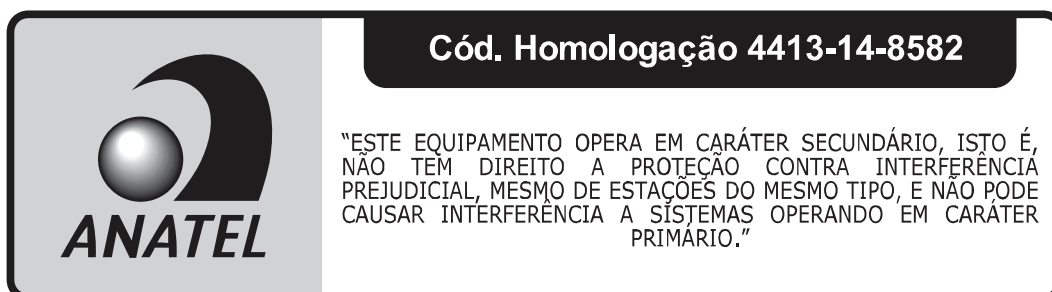 Cód. Homologação 4413-14-8582
"ESTE EQUIPAMENTO OPERA EM CARÁTER SECUNDÁRIO, ISTO É,
NÃO TEM DIREITO A PROTEÇÃO CONTRA INTERFERÊNCIA
PREJUDICIAL, MESMO DE ESTAÇÕES DO MESMO TIPO, E NÃO PODE
CAUSAR INTERFERÊNCIA A SISTEMAS OPERANDO EM CARÁTER
PRIMÁRIO."
ANATEL